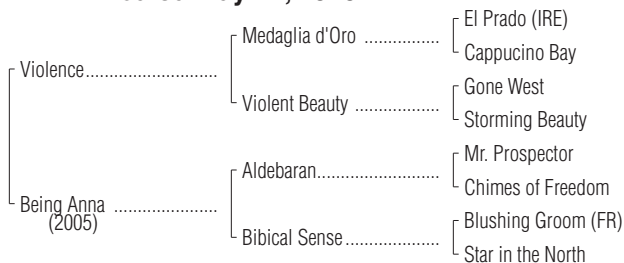 El Prado (IRE)
Medaglia d'Oro ..................
Cappucino Bay
Violence...............................
Gone West
Violent Beauty ....................
Storming Beauty
Mr. Prospector
Aldebaran.............................
Chimes of Freedom
Being Anna ........................
(2005)
Blushing Groom (FR)
Bibical Sense......................
Star in the North